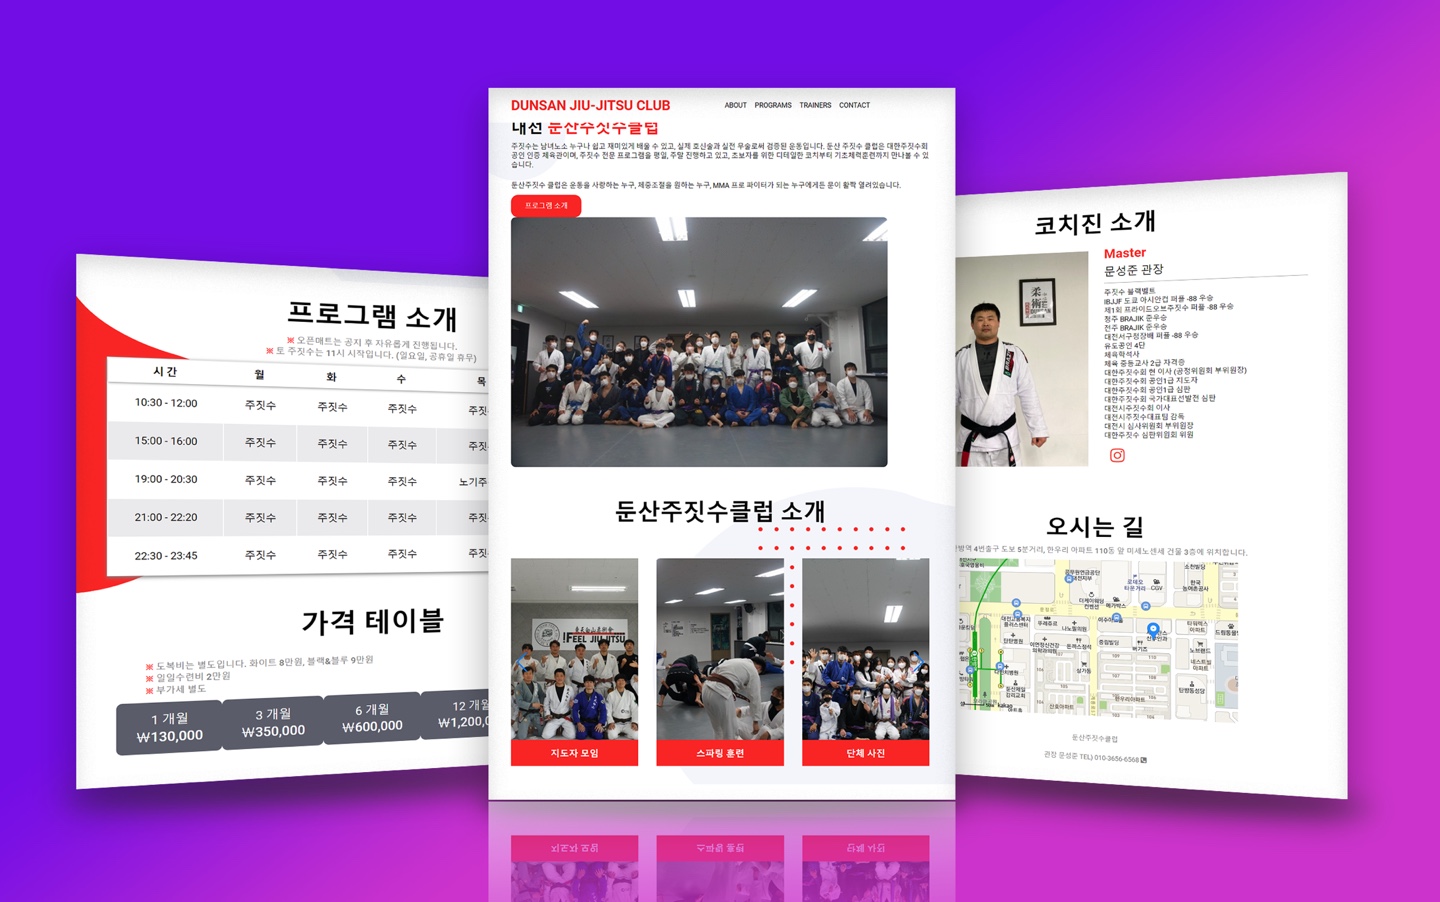 프로그램 소개
※ 오픈매트는 공지 후 자유롭게 진행됩니다.
※ 토 주짓수는 11시 시작입니다. (일요일, 공휴일 휴무)
시 간 월 화 수 목
10:30 - 12:00 주짓수 주짓수 주짓수 주짓
15:00 - 16:00 주짓수 주짓수 주짓수 주짓
19:00 - 20:30 주짓수 주짓수 주짓수 노기주
21:00 - 22:20 주짓수 주짓수 주짓수 주짓
22:30 - 23:45 주짓수 주짓수 주짓수 주짓
가격 테이블
※ 도복비는 별도입니다. 화이트 8만원, 블랙&블루 9만원
※ 일일수련비 2만원
※ 부가세 별도
1 개월 3 개월 6 개월 12 개월
₩130,000 ₩350,000 ₩600,000 ₩1,200,0
DUNSAN JIU-JITSU CLUB ABOUT PROGRAMS TRAINERS CONTACT
대전 둔산주짓수클럽
주짓수는 남녀노소 누구나 쉽고 재미있게 배울 수 있고, 실제 호신술과 실전 무술로써 검증된 운동입니다. 둔산 주짓수 클럽은 대한주짓수회
공인 인증 체육관이며, 주짓수 전문 프로그램을 평일, 주말 진행하고 있고, 초보자를 위한 디테일한 코치부터 기초체력훈련까지 만나볼 수 있
습니다.
둔산주짓수 클럽은 운동을 사랑하는 누구, 체중조절을 원하는 누구, MMA 프로 파이터가 되는 누구에게든 문이 활짝 열려있습니다.
프로그램 소개
둔산주짓수클럽 소개
!FEEL JIUJITSU
지도자 모임 스파링 훈련 단체 사진
코치진 소개
柔術
Master
문성준 관장
주짓수 블랙벨트
IBJJF 도쿄 아시안컵 퍼플 -88 우승
제1회 프라이드오브주짓수 퍼플 -88 우승
청주 BRAJIK 준우승
전주 BRAJIK 준우승
대전서구청장배 퍼플 -88 우승
유도공인 4단
체육학석사
체육 중등교사 2급 자격증
대한주짓수회 현 이사 (공정위원회 부위원장)
대한주짓수회 공인1급 지도자
대한주짓수회 공인1급 심판
대한주짓수회 국가대표선발전 심판
대전시주짓수회 이사
대전시주짓수대표팀 감독
대전시 심사위원회 부위원장
대한주짓수 심판위원회 위원
오시는 길
방역 4번출구 도보 5분거리, 한우리 아파트 110동 앞 미세노센세 건물 3층에 위치합니다.
CGV
kakao
둔산주짓수클럽
관장 문성준 TEL) 010-3656-6568